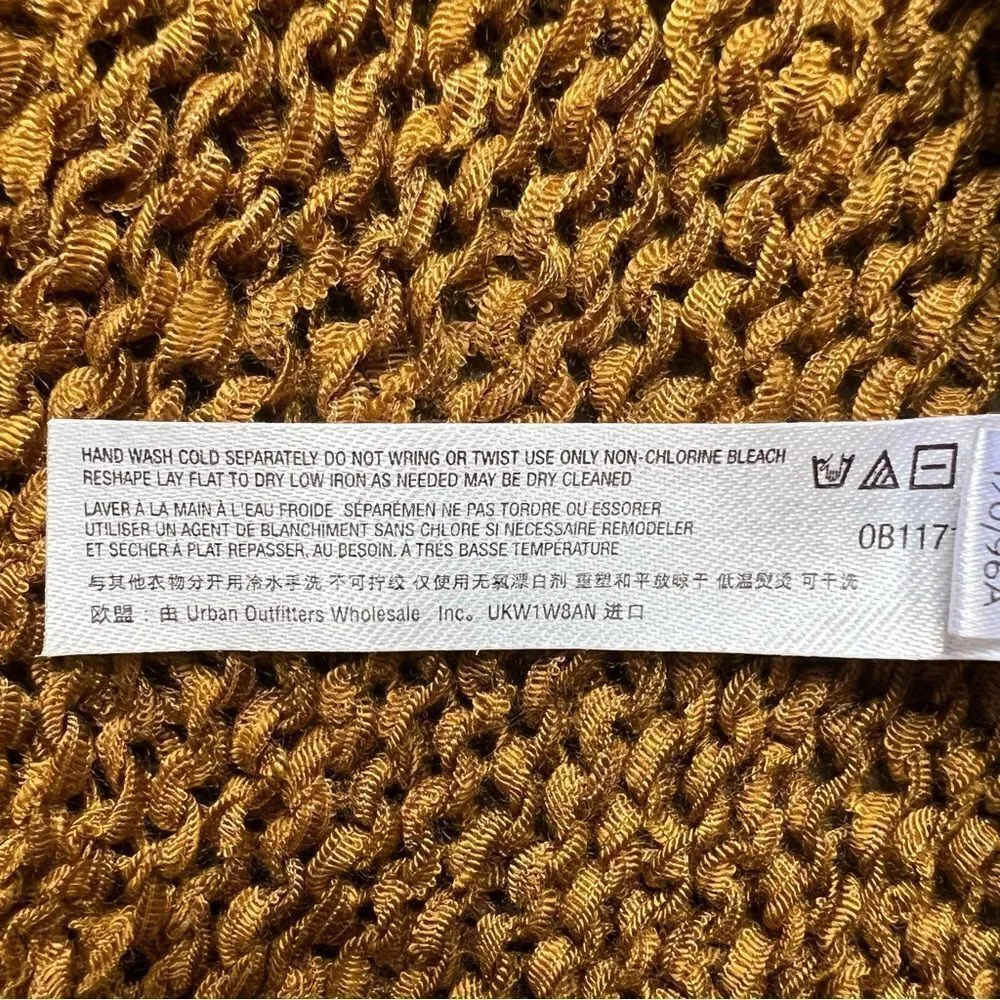 HAND WASH COLD SEPARATELY DO NOT WRING OR TWIST USE ONLY NON-CHLORINE BLEACH
RESHAPE LAY FLAT TO DRY LOW IRON AS NEEDED MAY BE DRY CLEANED
LAVER À LA MAIN À L'EAU FROIDE SÉPARÉMEN NE PAS TORDRE OU ESSORER
UTILISER UN AGENT DE BLANCHIMENT SANS CHLORE SI NECESSAIRE REMODELER
ET SECHER À PLAT REPASSER, AU BESOIN, À TRÈS BASSE TEMPÉRATURE
0B117
与其他衣物分开用冷水手洗 不可拧绞 仅使用无氯漂白剂 重塑和平放晾干 低温熨烫 可干洗
欧盟：由 Urban Outfitters Wholesale Inc。 UKW1W8AN 进口